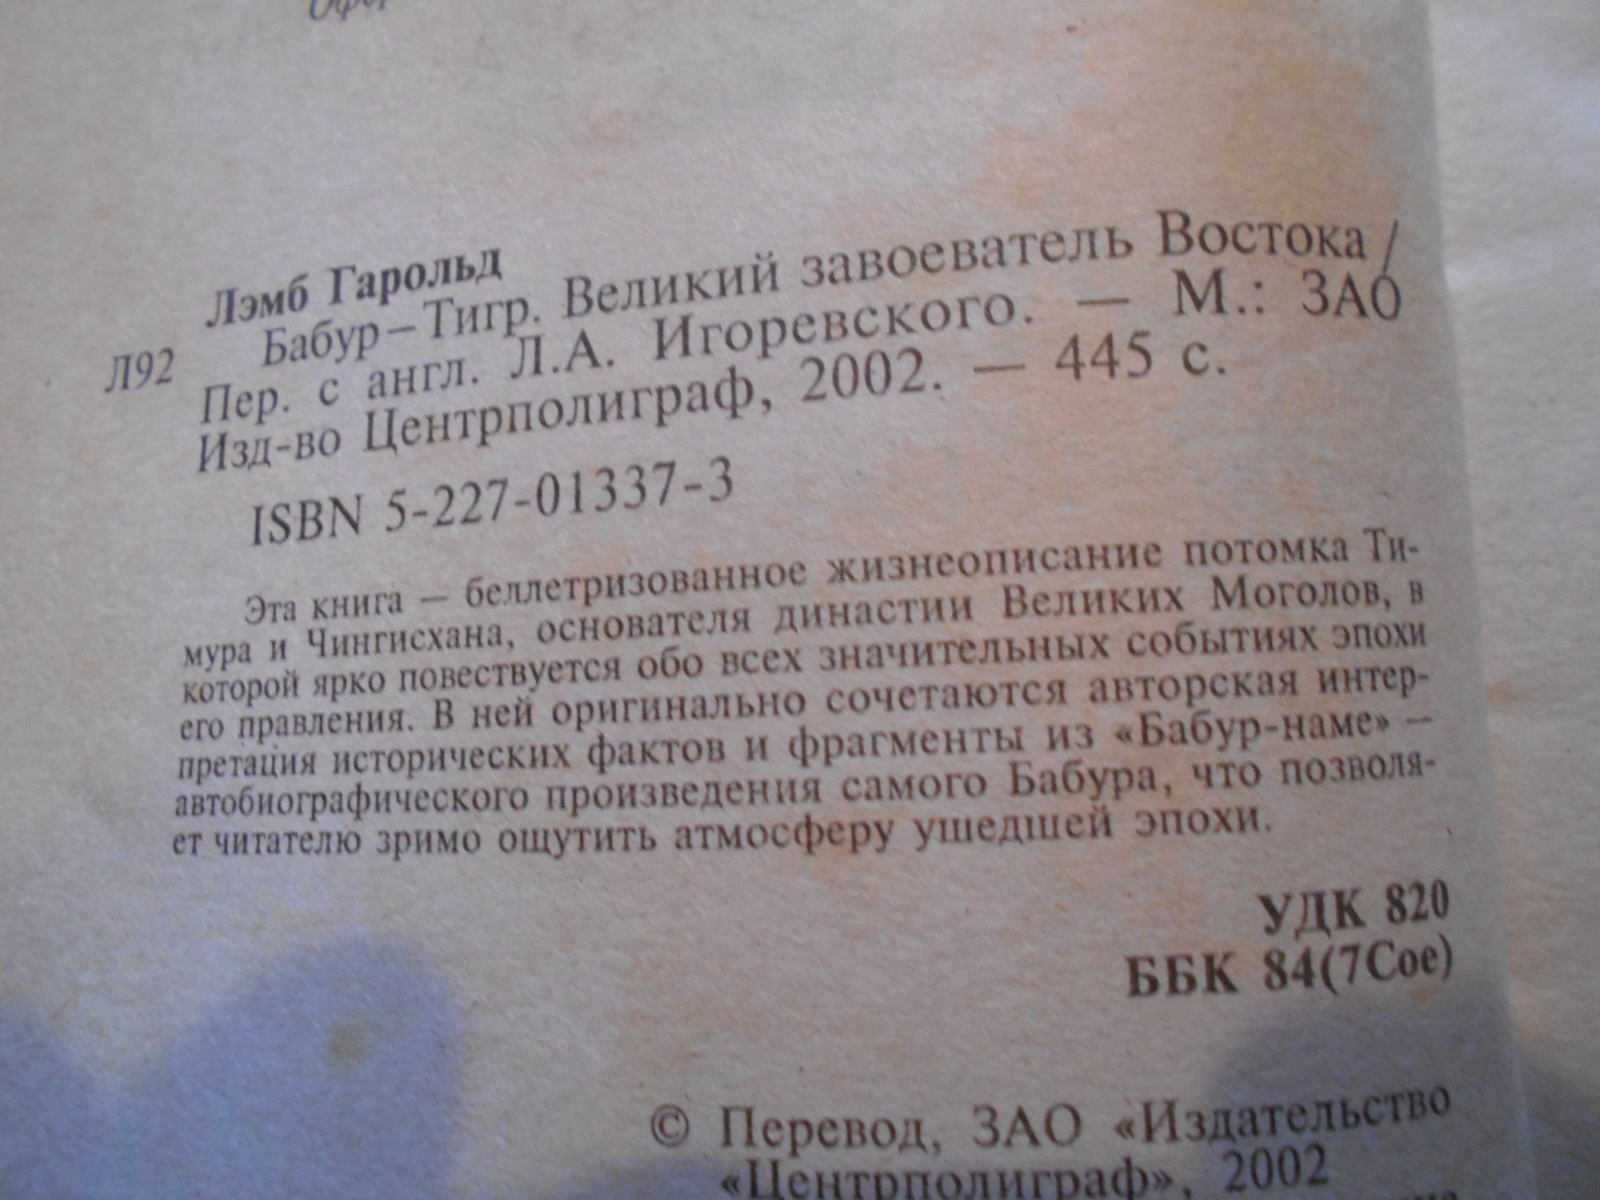 Лэмб Гарольд
Л92 Бабур–Тигр. Великий завоеватель Востока /
Пер. с англ. Л.А. Игоревского. — М.: ЗАО
Изд-во Центрполиграф, 2002. — 445 с.
ISBN 5-227-01337-3
Эта книга — беллетризованное жизнеописание потомка Ти-
мура и Чингисхана, основателя династии Великих Моголов, в
которой ярко повествуется обо всех значительных событиях эпохи
его правления. В ней оригинально сочетаются авторская интер-
претация исторических фактов и фрагменты из «Бабур-наме» —
автобиографического произведения самого Бабура, что позволя-
ет читателю зримо ощутить атмосферу ушедшей эпохи.
УДК 820
ББК 84(7Сое)
© Перевод, ЗАО «Издательство
«Центрполиграф», 2002